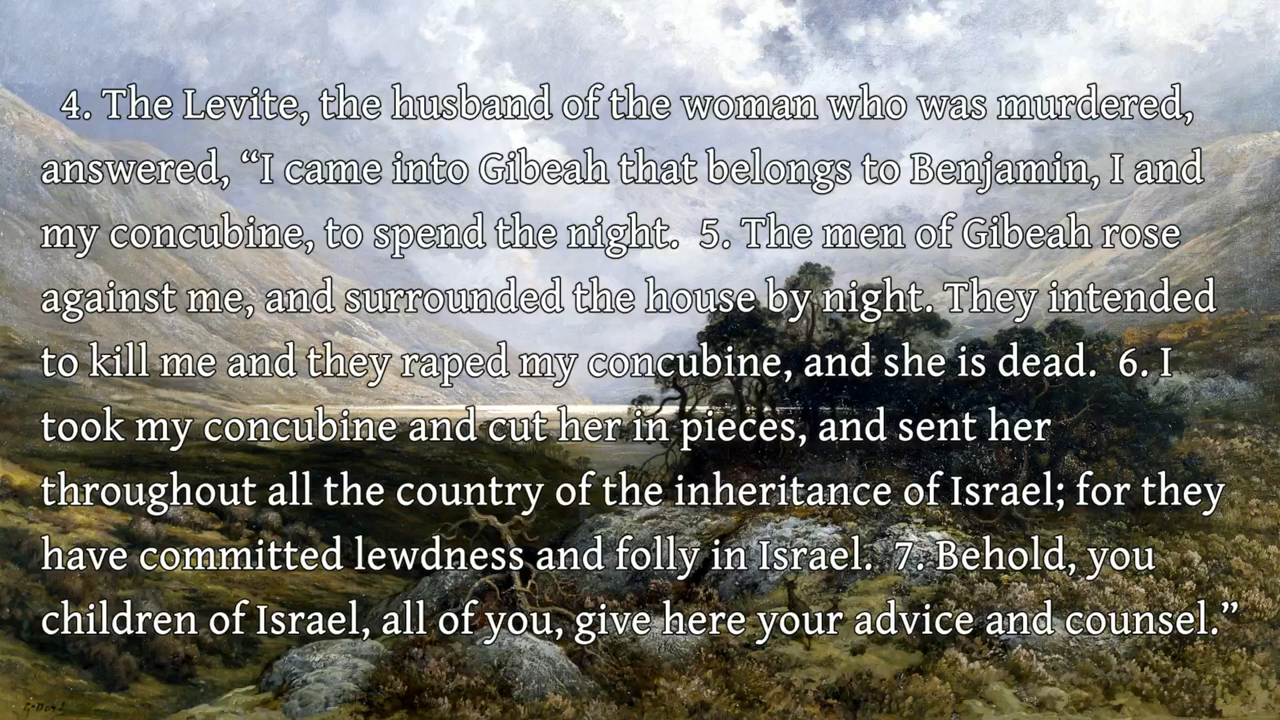 4. The Levite, the husband of the woman who was murdered,
answered, “I came into Gibeah that belongs to Benjamin, I and
my concubine, to spend the night.  5. The men of Gibeah rose
against me, and surrounded the house by night. They intended
to kill me and they raped my concubine, and she is dead.  6. I
took my concubine and cut her in pieces, and sent her
throughout all the country of the inheritance of Israel; for they
have committed lewdness and folly in Israel.  7. Behold, you
children of Israel, all of you, give here your advice and counsel.”